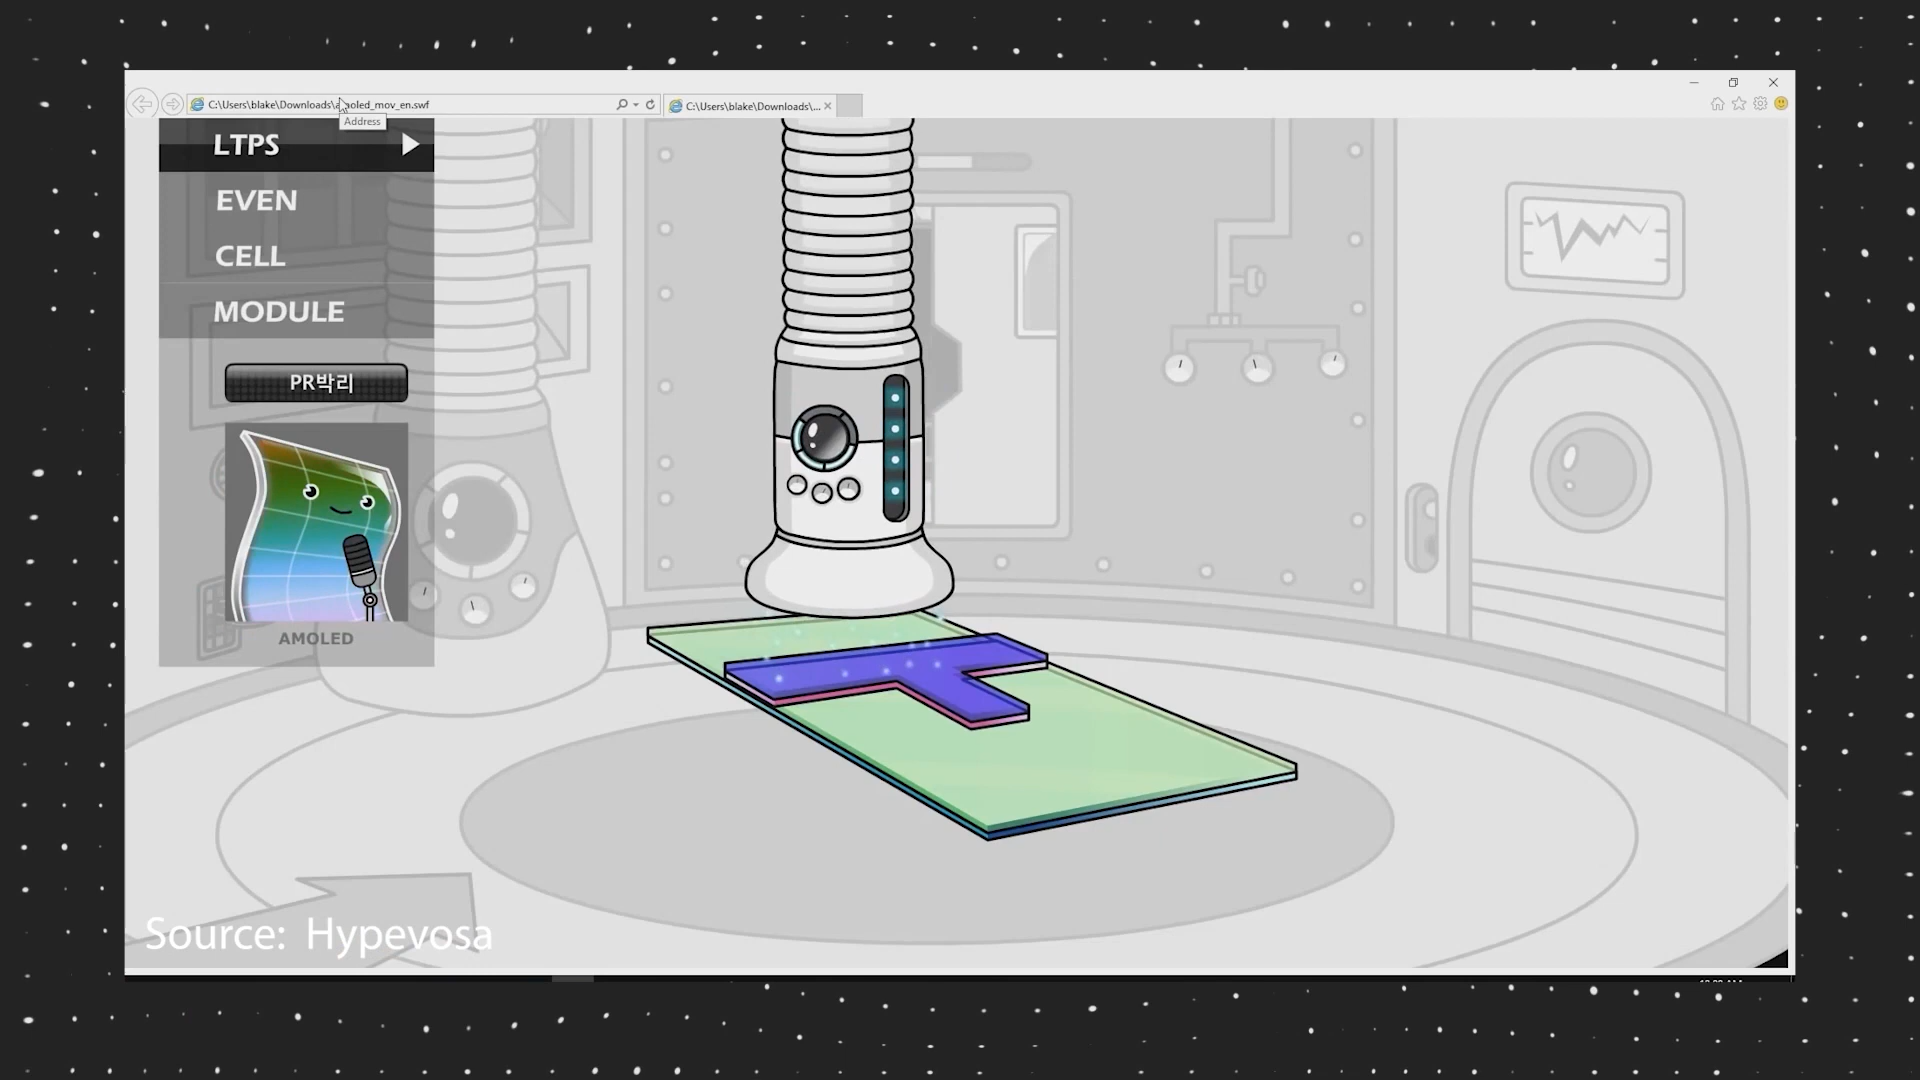 C:\Users\blake\Downloads\amoled_mov_en.swf
C:\Users\blake\Downloads\...
Address
LTPS
EVEN
CELL
MODULE
PR박리
AMOLED
Source: Hypevosa